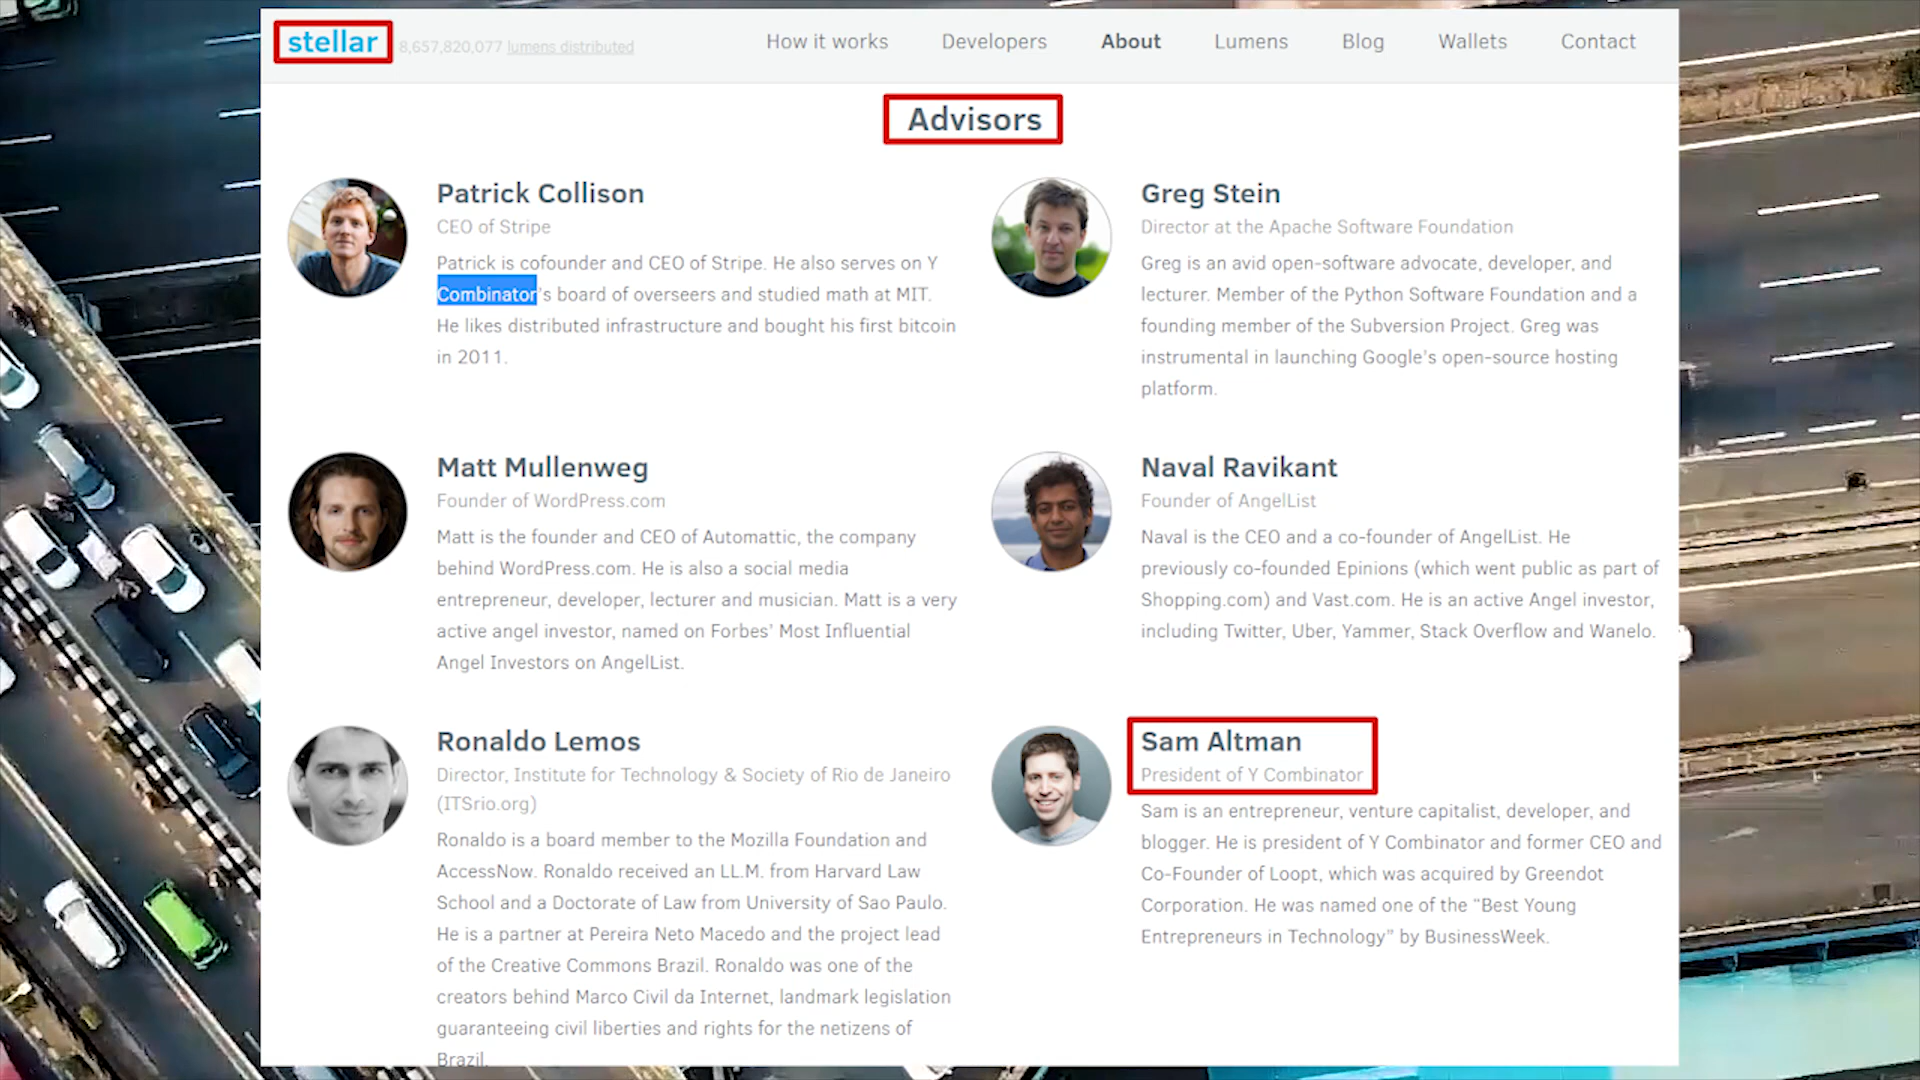 stellar 8,657,820,077 lumens distributed How it works Developers About Lumens Blog Wallets Contact
Advisors
Patrick Collison
CEO of Stripe
Patrick is cofounder and CEO of Stripe. He also serves on Y
Combinator's board of overseers and studied math at MIT.
He likes distributed infrastructure and bought his first bitcoin
in 2011.
Greg Stein
Director at the Apache Software Foundation
Greg is an avid open-software advocate, developer, and
lecturer. Member of the Python Software Foundation and a
founding member of the Subversion Project. Greg was
instrumental in launching Google's open-source hosting
platform.
Matt Mullenweg
Founder of WordPress.com
Matt is the founder and CEO of Automattic, the company
behind WordPress.com. He is also a social media
entrepreneur, developer, lecturer and musician. Matt is a very
active angel investor, named on Forbes' Most Influential
Angel Investors on AngelList.
Naval Ravikant
Founder of AngelList
Naval is the CEO and a co-founder of AngelList. He
previously co-founded Epinions (which went public as part of
Shopping.com) and Vast.com. He is an active Angel investor,
including Twitter, Uber, Yammer, Stack Overflow and Wanelo.
Ronaldo Lemos
Director, Institute for Technology & Society of Rio de Janeiro
(ITSrio.org)
Ronaldo is a board member to the Mozilla Foundation and
AccessNow. Ronaldo received an LL.M. from Harvard Law
School and a Doctorate of Law from University of Sao Paulo.
He is a partner at Pereira Neto Macedo and the project lead
of the Creative Commons Brazil. Ronaldo was one of the
creators behind Marco Civil da Internet, landmark legislation
guaranteeing civil liberties and rights for the netizens of
Brazil.
Sam Altman
President of Y Combinator
Sam is an entrepreneur, venture capitalist, developer, and
blogger. He is president of Y Combinator and former CEO and
Co-Founder of Loopt, which was acquired by Greendot
Corporation. He was named one of the "Best Young
Entrepreneurs in Technology" by BusinessWeek.